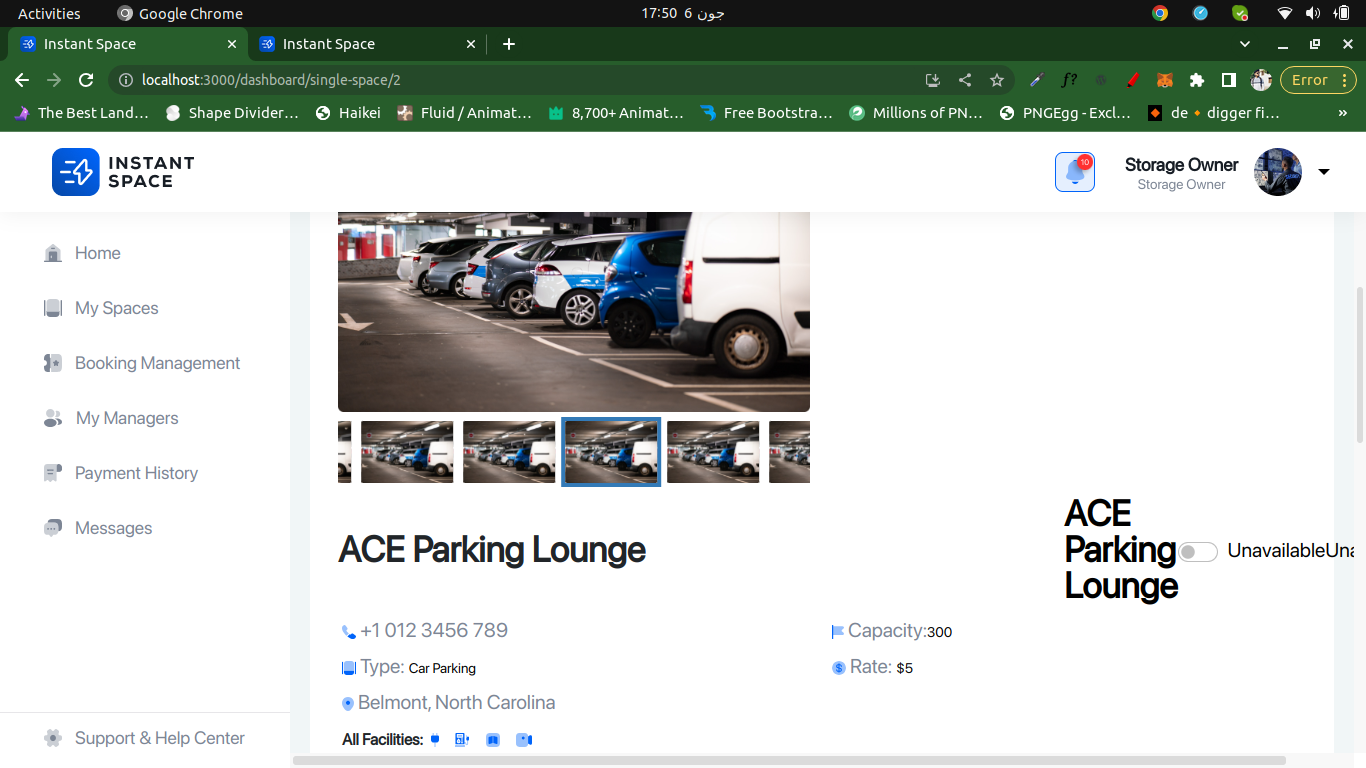 Activities
Google Chrome
17:50 6 جون
Instant Space
Instant Space
localhost:3000/dashboard/single-space/2
f?
Error
The Best Land…
Shape Divider…
Haikei
Fluid / Animat…
8,700+ Animat…
Free Bootstra…
Millions of PN…
PNGEgg - Excl…
de🔸digger fi…
»
INSTANT
SPACE
10
Storage Owner
Storage Owner
Home
My Spaces
Booking Management
My Managers
Payment History
Messages
Support & Help Center
ACE Parking Lounge
ACE
Parking
Lounge
UnavailableUna
+1 012 3456 789
Capacity:300
Type: Car Parking
Rate: $5
Belmont, North Carolina
All Facilities: